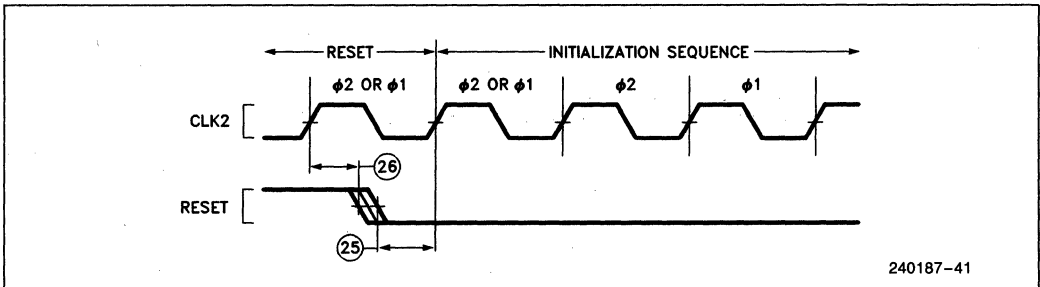 RESET INITIALIZATION SEQUENCE
ϕ2 OR ϕ1 ϕ2 OR ϕ1 ϕ2 ϕ1
CLK2
26
RESET
25
240187-41